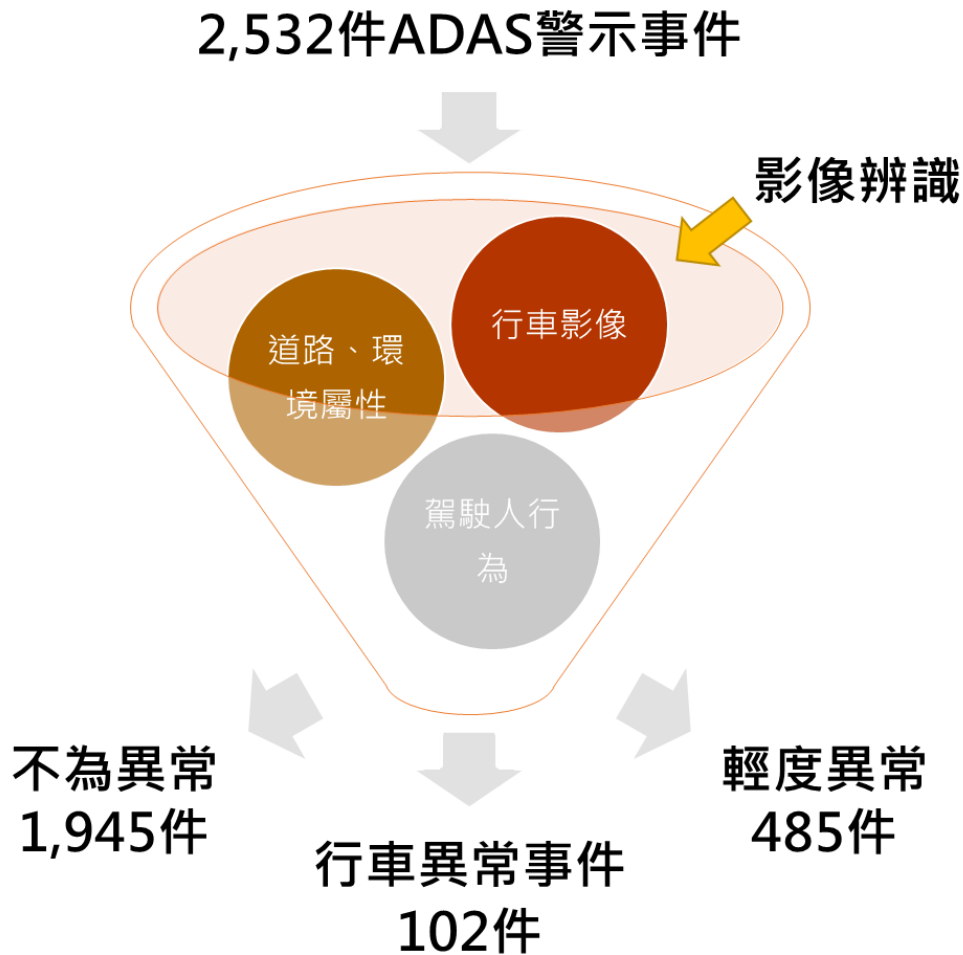 2,532件ADAS警示事件
影像辨識
行車影像
道路、環
境屬性
駕駛人行
為
不為異常
1,945件
輕度異常
485件
行車異常事件
102件